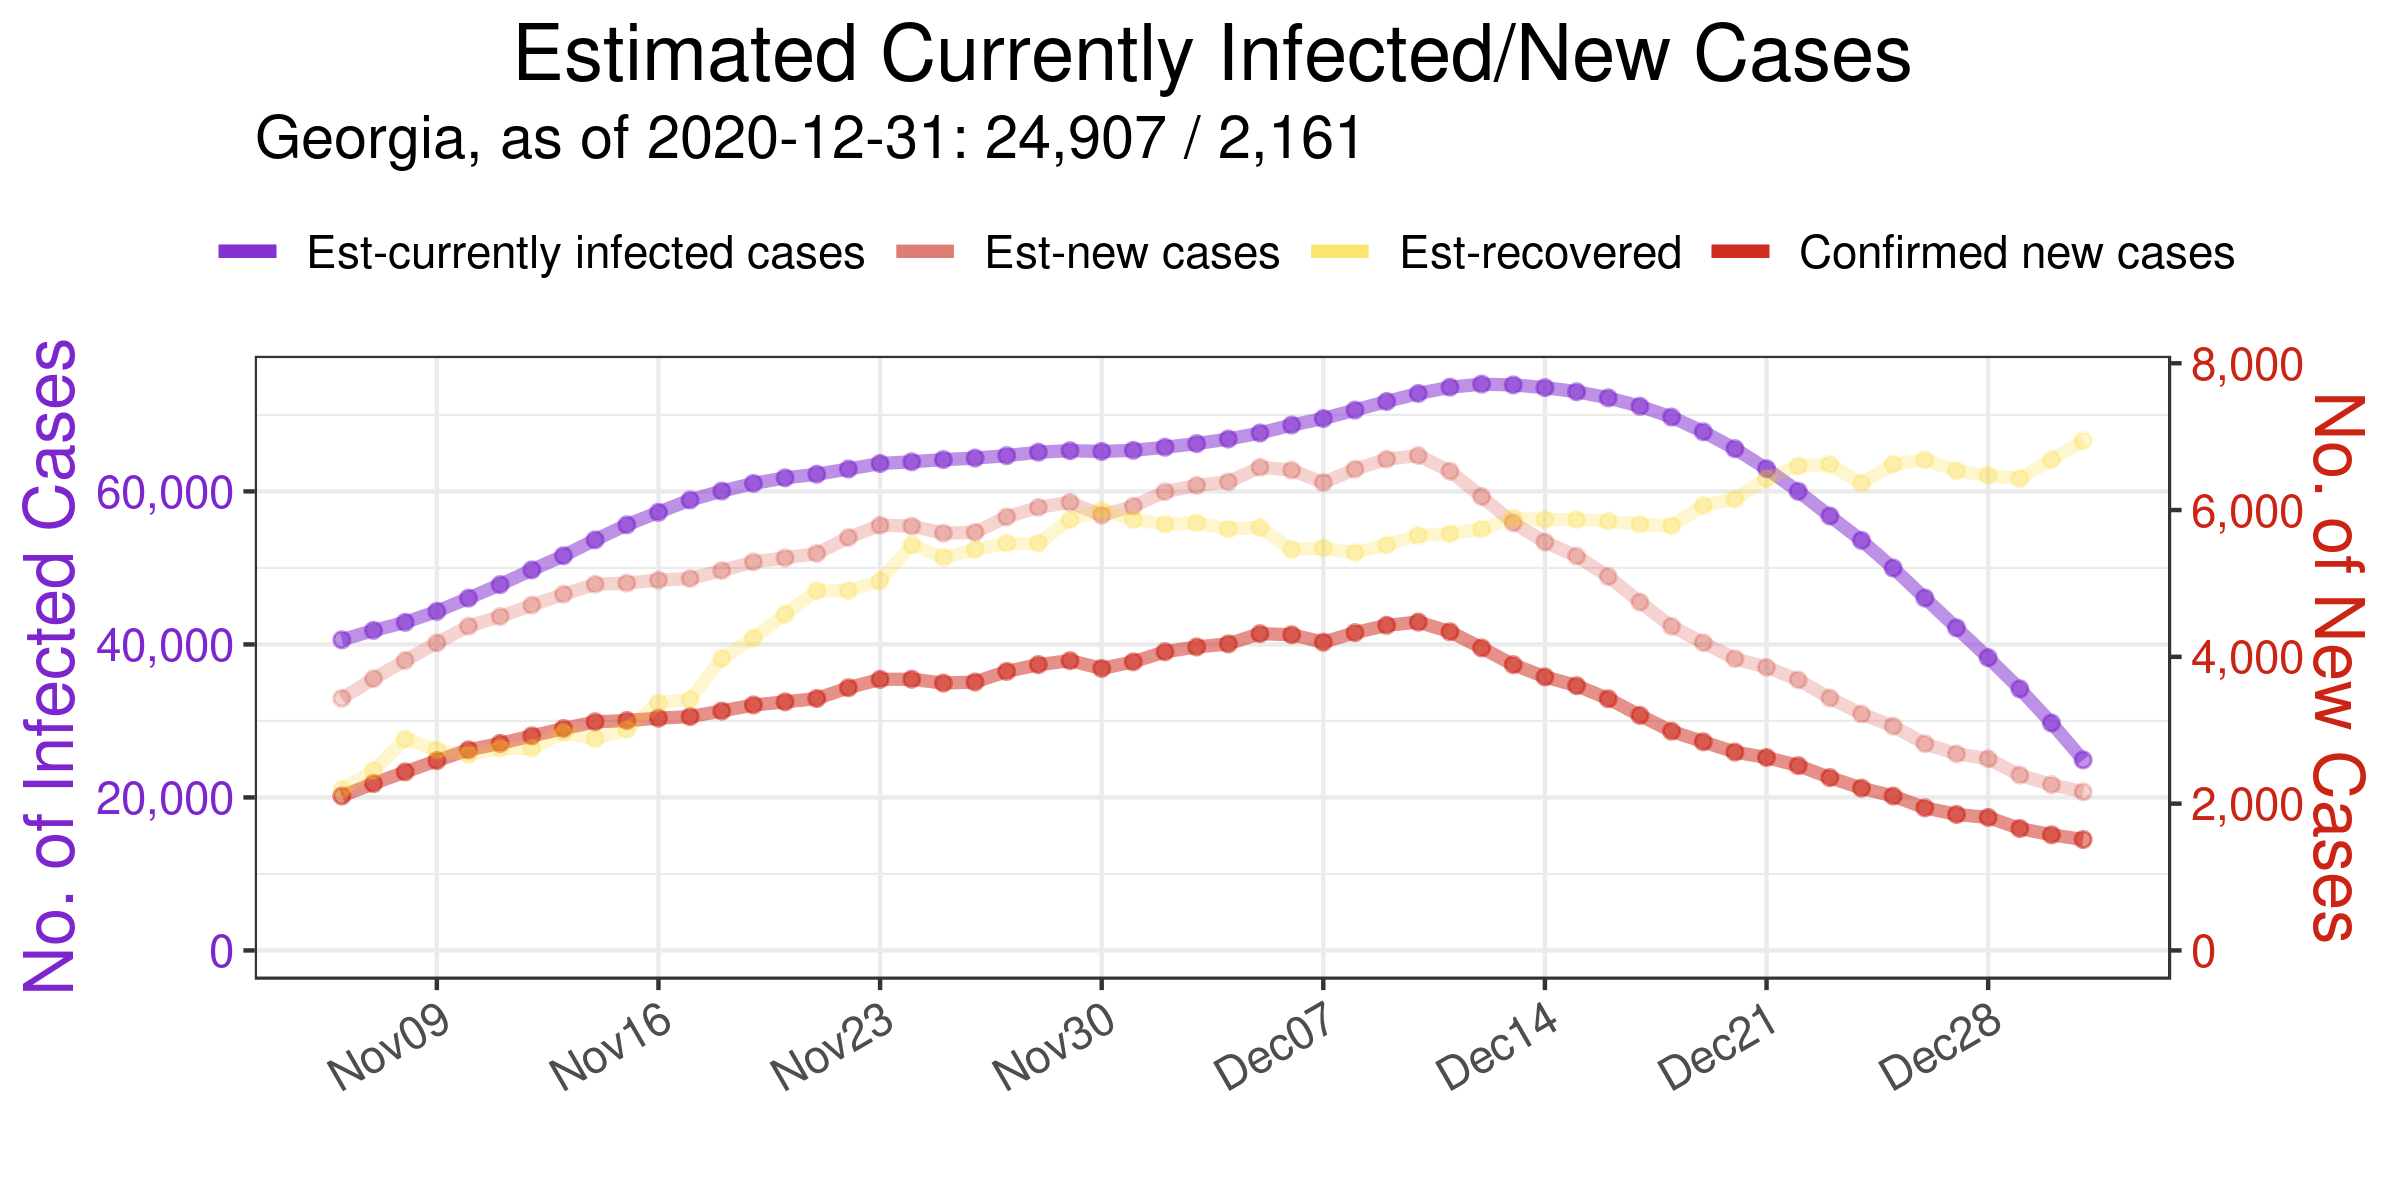 Estimated Currently Infected/New Cases
Georgia, as of 2020-12-31: 24,907 / 2,161
Est-currently infected cases Est-new cases Est-recovered Confirmed new cases
No. of Infected Cases
60,000
40,000
20,000
0
8,000
6,000
4,000
2,000
0
No. of New Cases
Nov09 Nov16 Nov23 Nov30 Dec07 Dec14 Dec21 Dec28